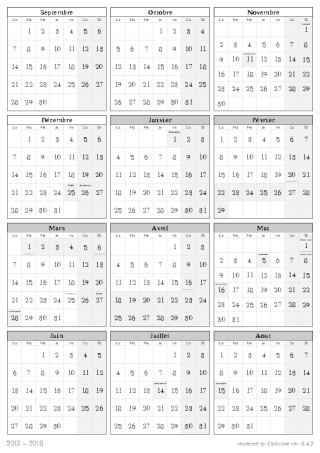 Septembre
Lu Ma Me Je Ve Sa Di
1 2 3 4 5 6
7 8 9 10 11 12 13
14 15 16 17 18 19 20
21 22 23 24 25 26 27
28 29 30
Octobre
Lu Ma Me Je Ve Sa Di
1 2 3 4
5 6 7 8 9 10 11
12 13 14 15 16 17 18
19 20 21 22 23 24 25
26 27 28 29 30 31
Novembre
Lu Ma Me Je Ve Sa Di
1
2 3 4 5 6 7 8
9 10 11 12 13 14 15
16 17 18 19 20 21 22
23 24 25 26 27 28 29
30
Décembre
Lu Ma Me Je Ve Sa Di
1 2 3 4 5 6
7 8 9 10 11 12 13
14 15 16 17 18 19 20
21 22 23 24 25 26 27
28 29 30 31
Janvier
Lu Ma Me Je Ve Sa Di
1 2 3
4 5 6 7 8 9 10
11 12 13 14 15 16 17
18 19 20 21 22 23 24
25 26 27 28 29 30 31
Février
Lu Ma Me Je Ve Sa Di
1 2 3 4 5 6 7
8 9 10 11 12 13 14
15 16 17 18 19 20 21
22 23 24 25 26 27 28
29
Mars
Lu Ma Me Je Ve Sa Di
1 2 3 4 5 6
7 8 9 10 11 12 13
14 15 16 17 18 19 20
21 22 23 24 25 26 27
28 29 30 31
Avril
Lu Ma Me Je Ve Sa Di
1 2 3
4 5 6 7 8 9 10
11 12 13 14 15 16 17
18 19 20 21 22 23 24
25 26 27 28 29 30
Mai
Lu Ma Me Je Ve Sa Di
1
2 3 4 5 6 7 8
9 10 11 12 13 14 15
16 17 18 19 20 21 22
23 24 25 26 27 28 29
30 31
Juin
Lu Ma Me Je Ve Sa Di
1 2 3 4 5
6 7 8 9 10 11 12
13 14 15 16 17 18 19
20 21 22 23 24 25 26
27 28 29 30
Juillet
Lu Ma Me Je Ve Sa Di
1 2 3
4 5 6 7 8 9 10
11 12 13 14 15 16 17
18 19 20 21 22 23 24
25 26 27 28 29 30 31
Aout
Lu Ma Me Je Ve Sa Di
1 2 3 4 5 6 7
8 9 10 11 12 13 14
15 16 17 18 19 20 21
22 23 24 25 26 27 28
29 30 31
2015 - 2016